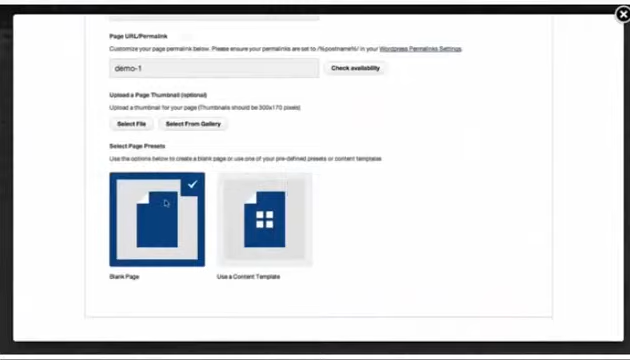 Page URL/Permalink
Customize your page permalink below. Please ensure your permalinks are set to /%postname%/ in your Wordpress Permalinks Settings.
demo-1
Check availability
Upload a Page Thumbnail (optional)
Upload a thumbnail for your page (Thumbnails should be 300x170 pixels)
Select File
Select From Gallery
Select Page Presets
Use the options below to create a blank page or use one of your pre-defined presets or content templates
Blank Page
Use a Content Template